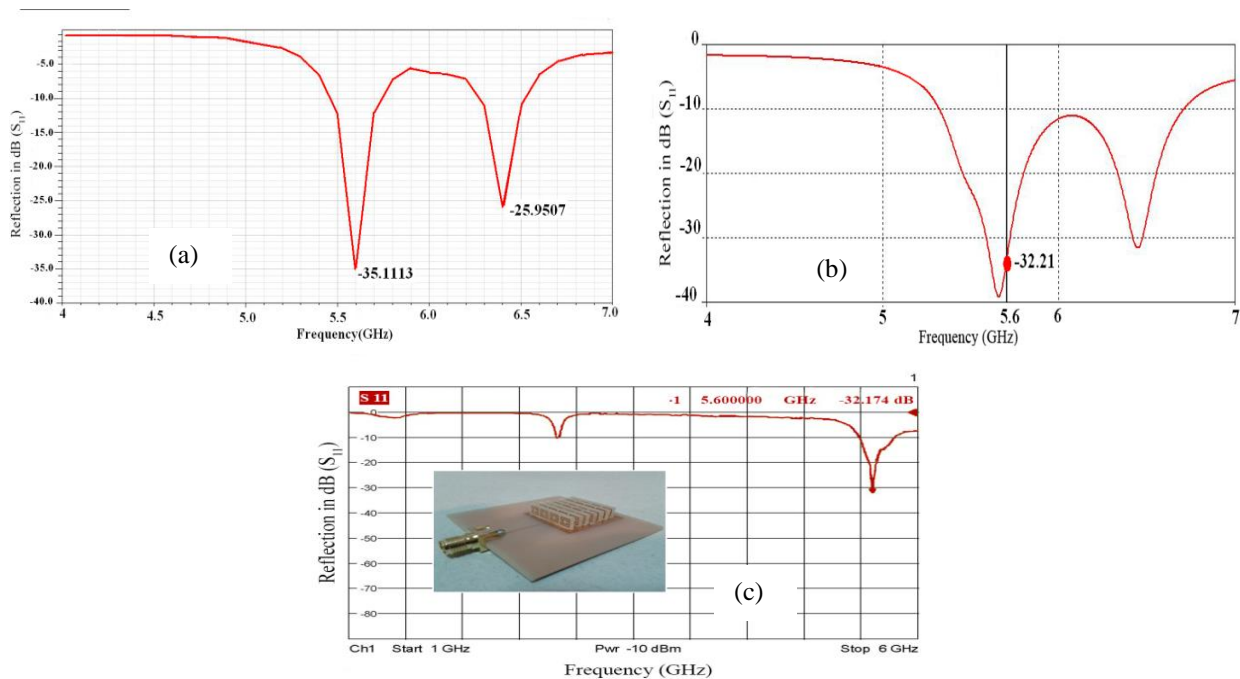 -5.0
-10.0
-15.0
-20.0
-25.0
-30.0
-35.0
-40.0
Reflection in dB (S11)
-25.9507
-35.1113
(a)
4 4.5 5.0 5.5 6.0 6.5 7.0
Frequency(GHz)
0
-10
-20
-30
-40
Reflection in dB (S11)
-32.21
(b)
4 5 5.6 6 7
Frequency (GHz)
1
S 11
-1 5.600000 GHz -32.174 dB
0
-10
-20
-30
-40
-50
-60
-70
-80
Reflection in dB (S11)
(c)
Ch1 Start 1 GHz Pwr -10 dBm Stop 6 GHz
Frequency (GHz)